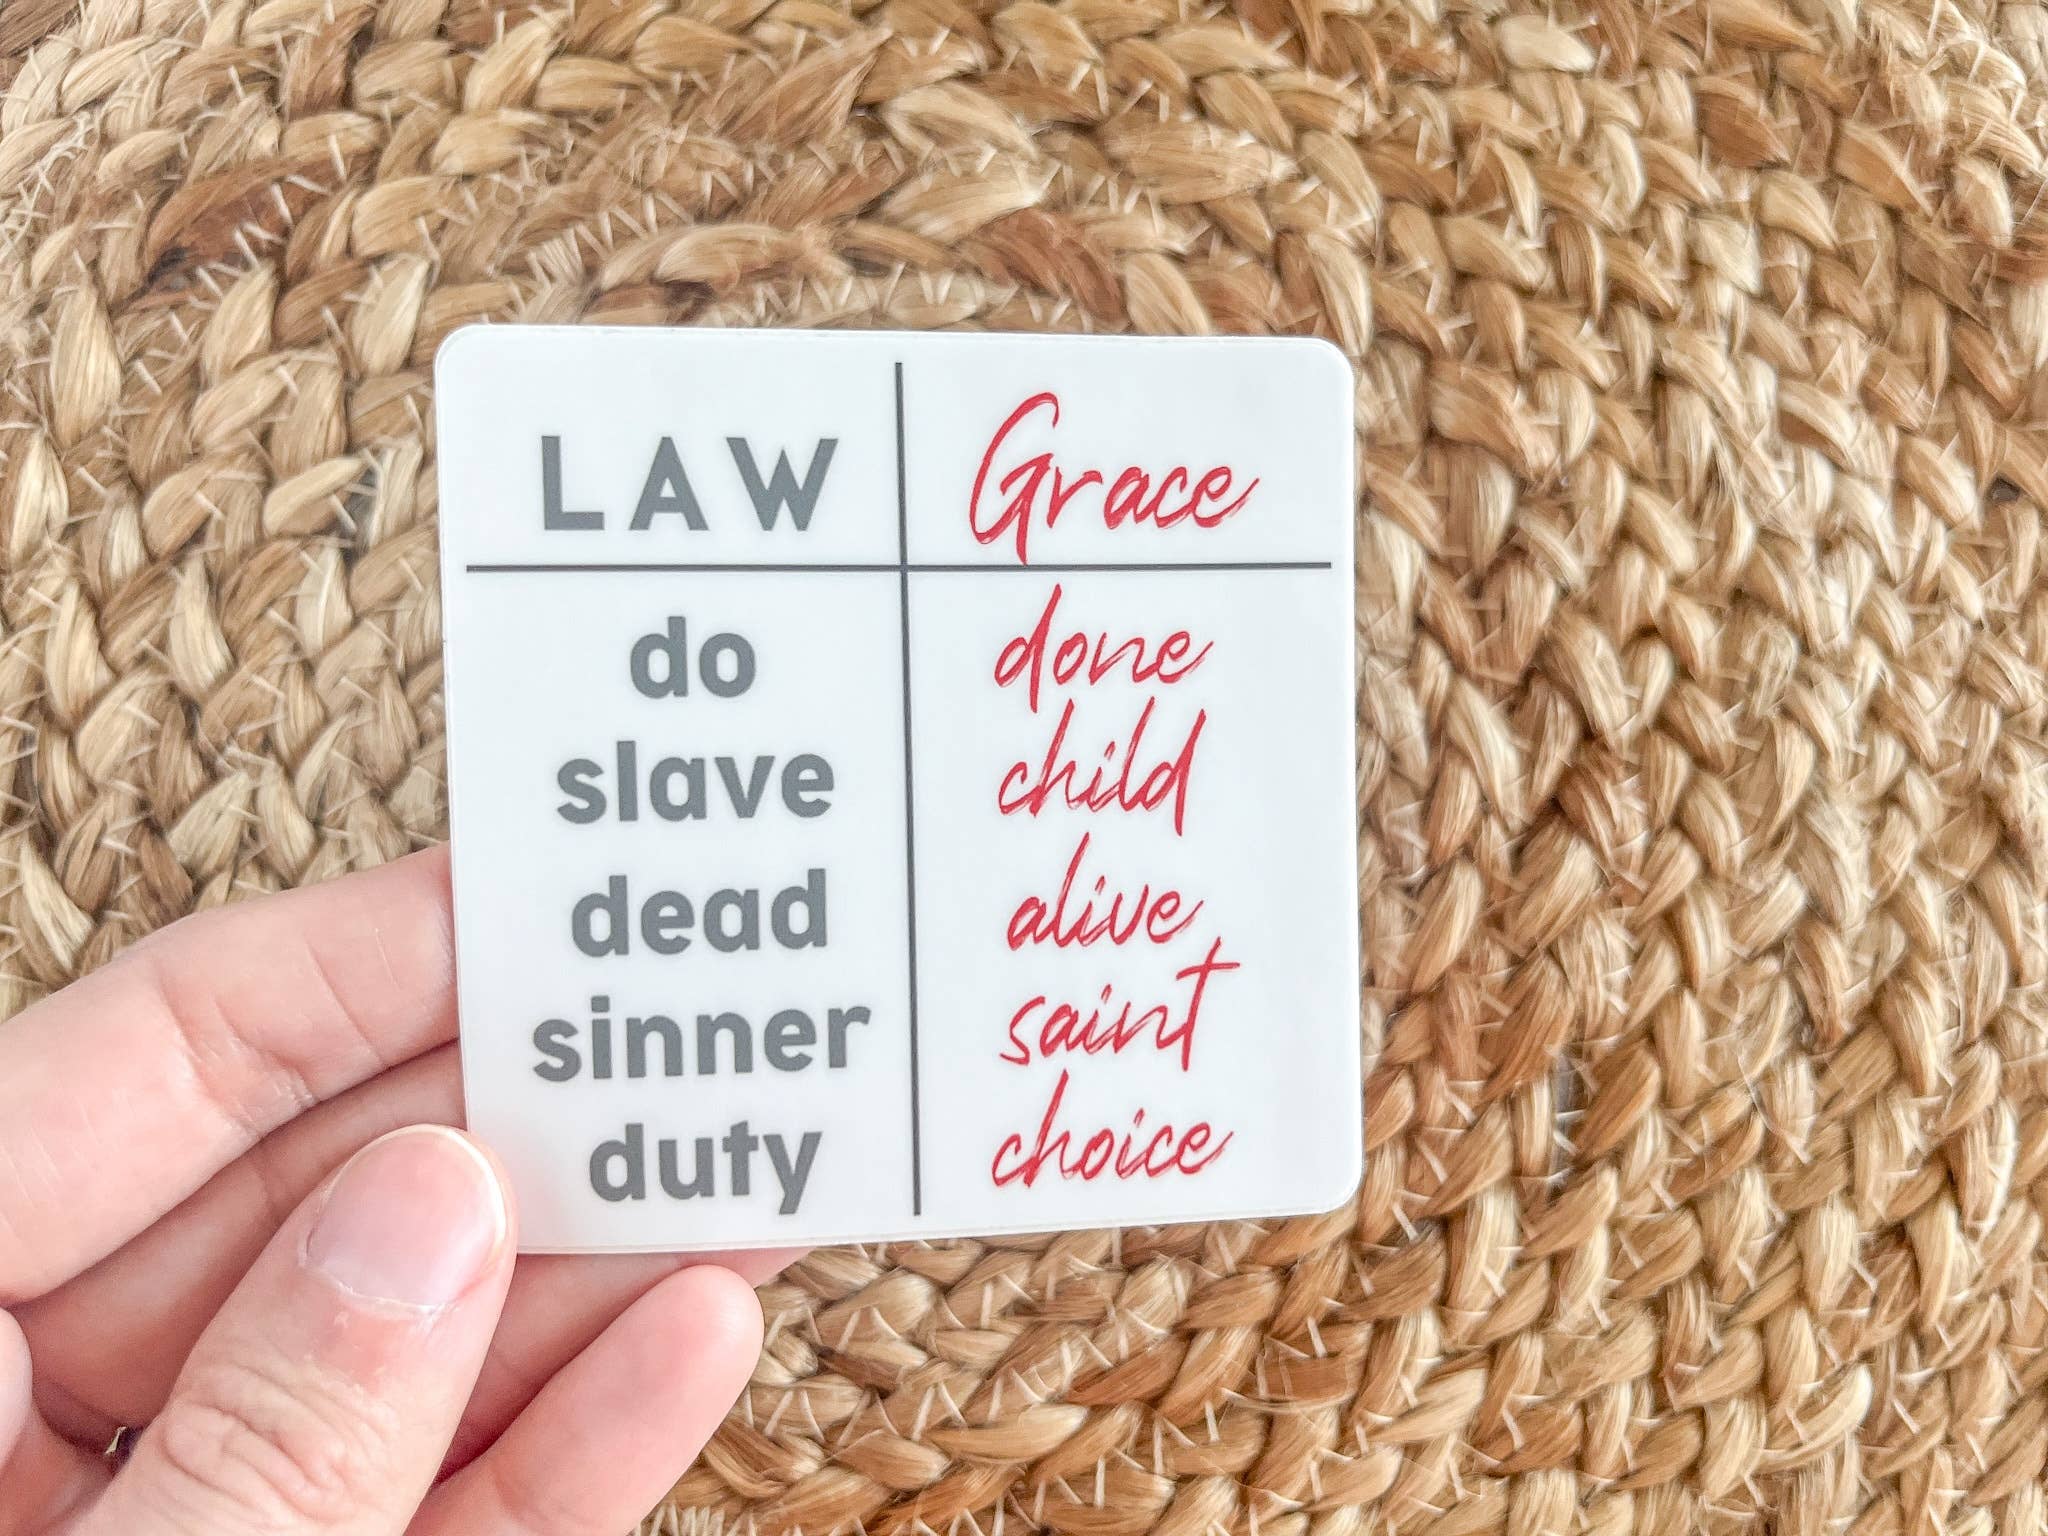 LAW Grace
do done
slave child
dead alive
sinner saint
duty choice